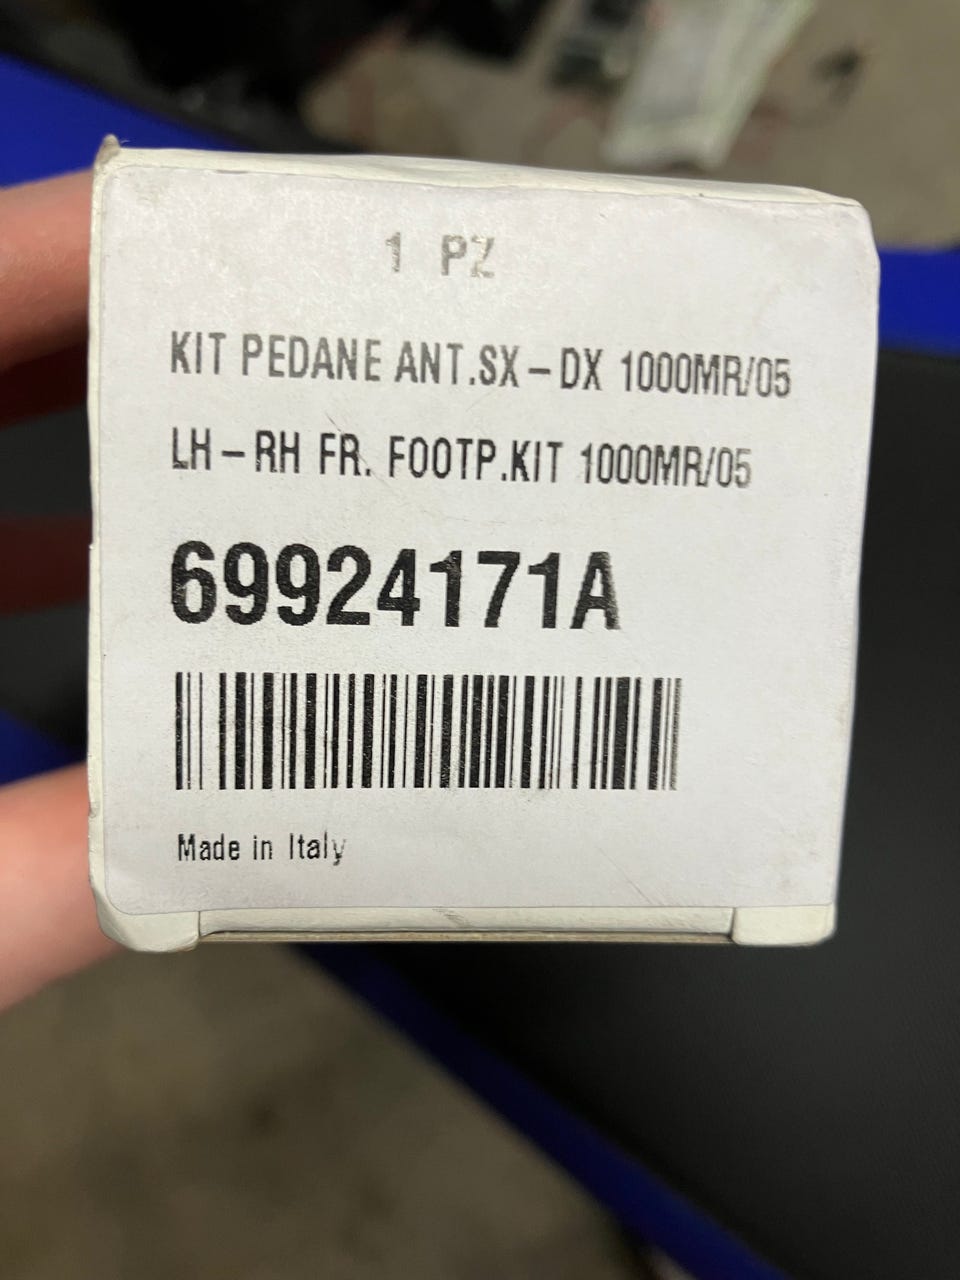 1 PZ
KIT PEDANE ANT.SX-DX 1000MR/05
LH-RH FR. FOOTP.KIT 1000MR/05
69924171A
Made in Italy